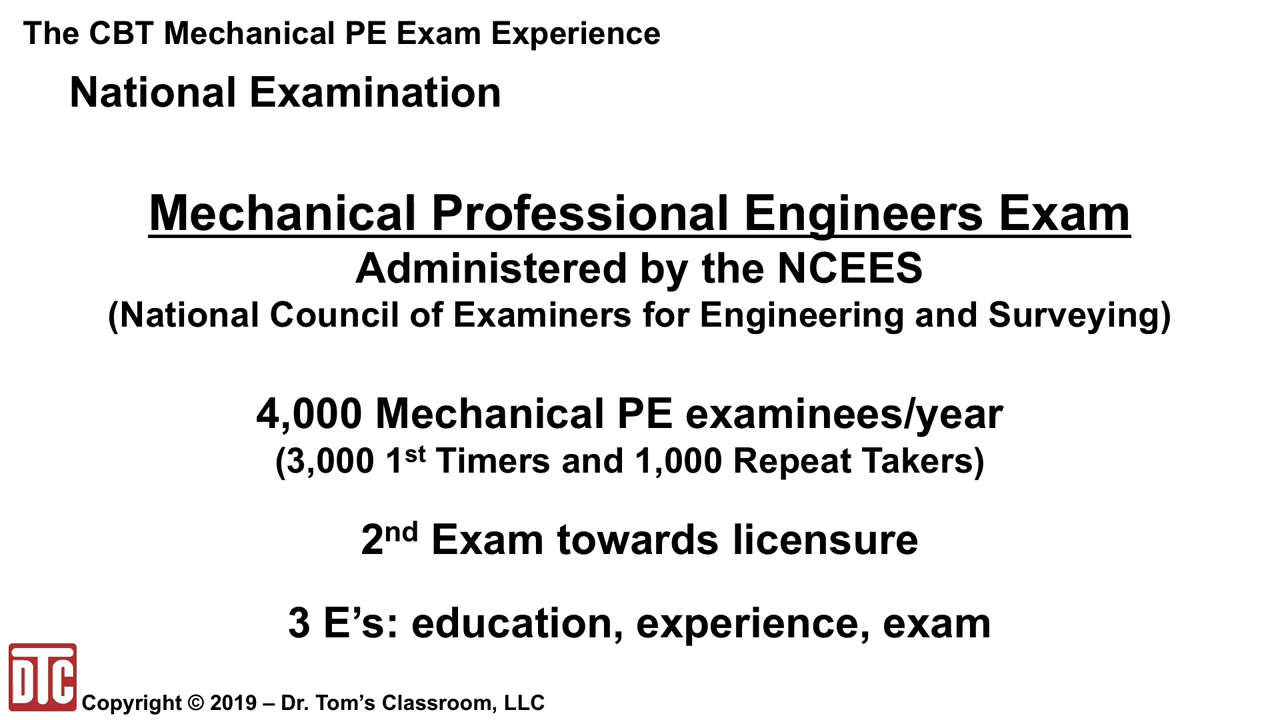 The CBT Mechanical PE Exam Experience
National Examination
Mechanical Professional Engineers Exam
Administered by the NCEES
(National Council of Examiners for Engineering and Surveying)
4,000 Mechanical PE examinees/year
(3,000 1st Timers and 1,000 Repeat Takers)
2nd Exam towards licensure
3 E’s: education, experience, exam
DTC
Copyright © 2019 – Dr. Tom’s Classroom, LLC